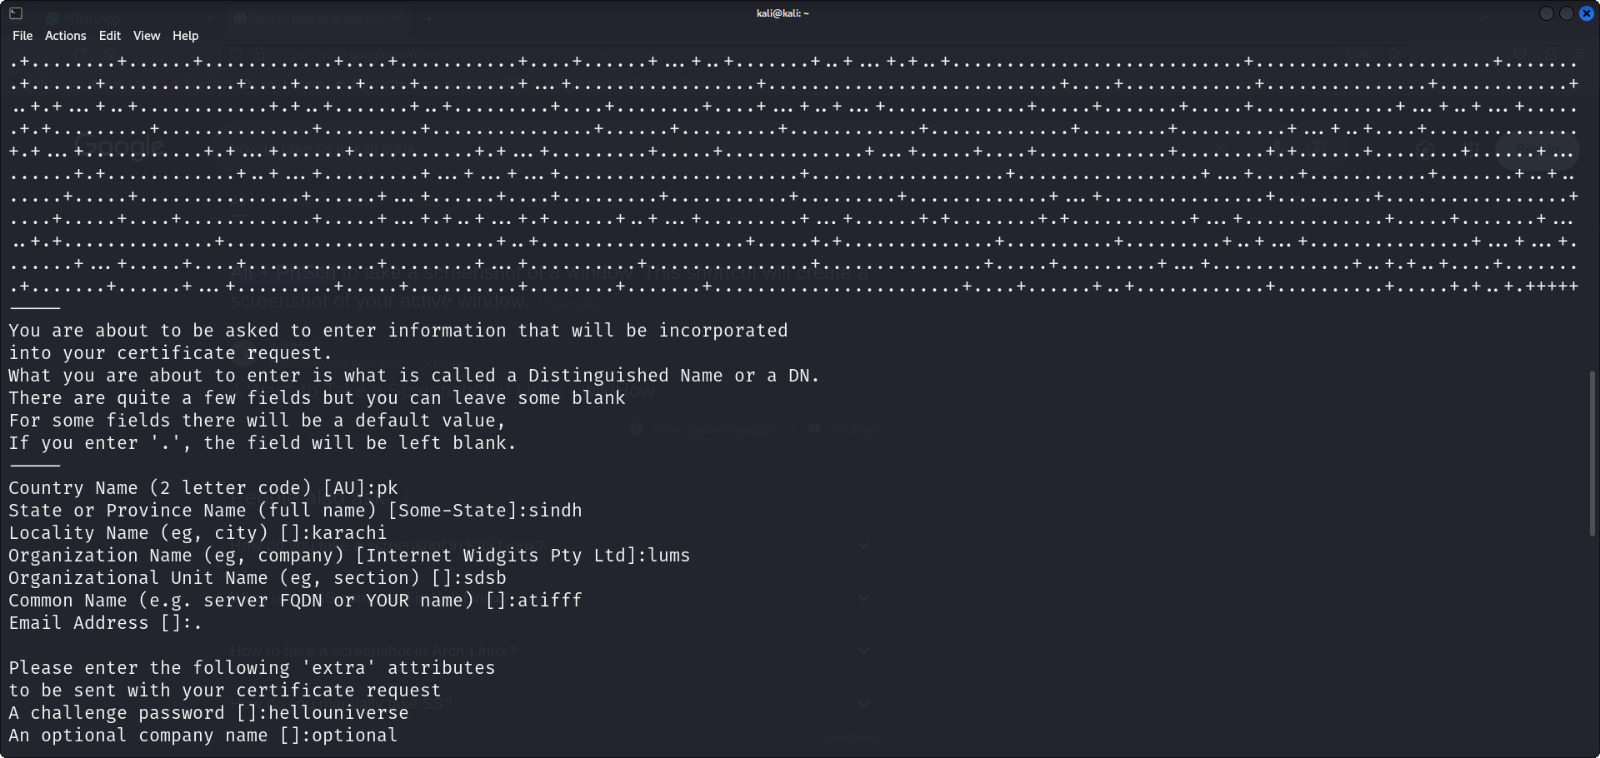 kali@kali: ~
File Actions Edit View Help
You are about to be asked to enter information that will be incorporated
into your certificate request.
What you are about to enter is what is called a Distinguished Name or a DN.
There are quite a few fields but you can leave some blank
For some fields there will be a default value,
If you enter '.', the field will be left blank.
Country Name (2 letter code) [AU]:pk
State or Province Name (full name) [Some-State]:sindh
Locality Name (eg, city) []:karachi
Organization Name (eg, company) [Internet Widgits Pty Ltd]:lums
Organizational Unit Name (eg, section) []:sdsb
Common Name (e.g. server FQDN or YOUR name) []:atifff
Email Address []:.
Please enter the following 'extra' attributes
to be sent with your certificate request
A challenge password []:hellouniverse
An optional company name []:optional